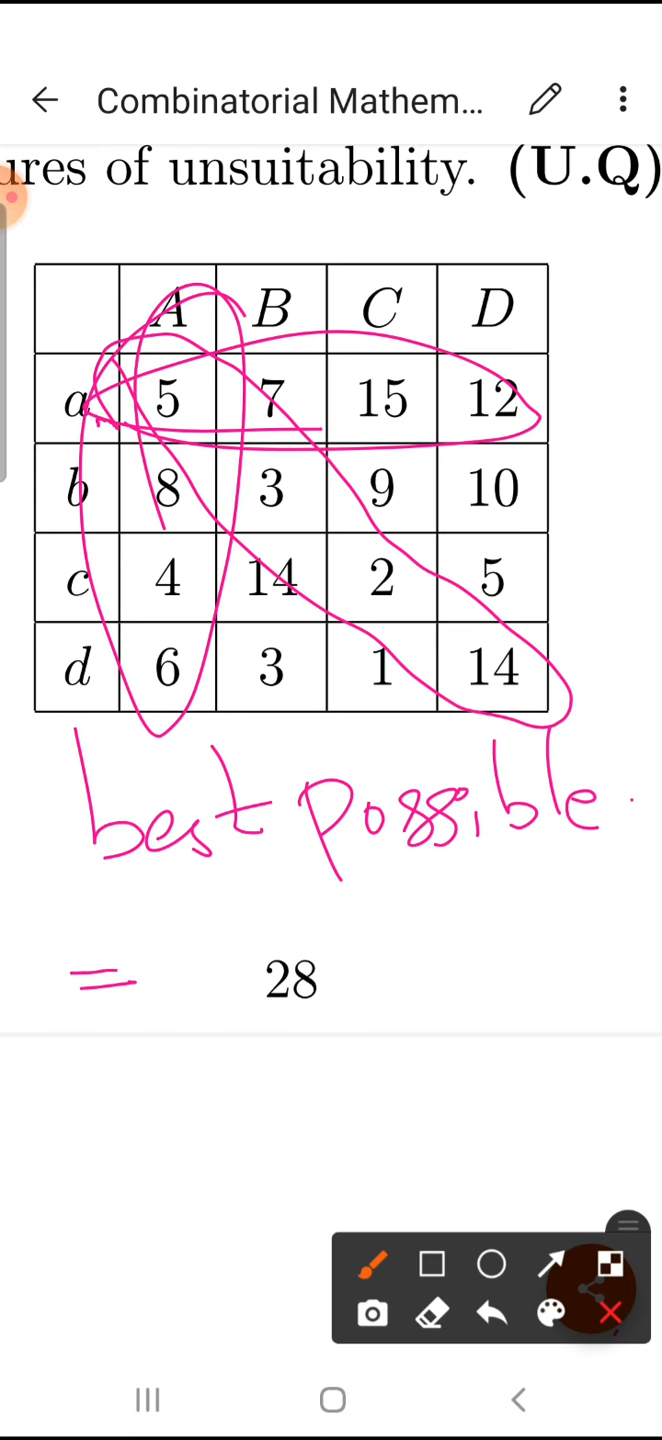 Combinatorial Mathem...
ures of unsuitability. (U.Q)
A B C D
a 5 7 15 12
b 8 3 9 10
c 4 14 2 5
d 6 3 1 14
best possible.
= 28